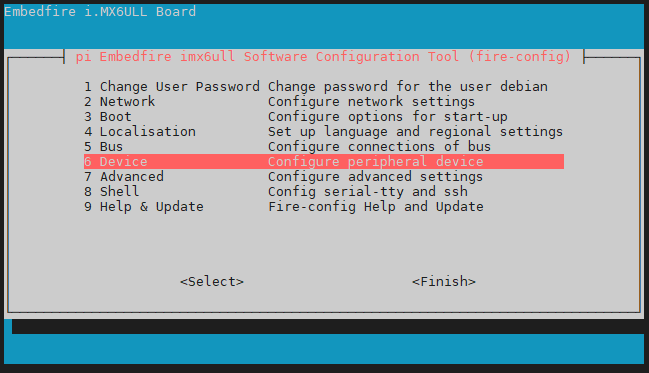 Embedfire i.MX6ULL Board
pi Embedfire imx6ull Software Configuration Tool (fire-config)
1 Change User Password Change password for the user debian
2 Network Configure network settings
3 Boot Configure options for start-up
4 Localisation Set up language and regional settings
5 Bus Configure connections of bus
6 Device Configure peripheral device
7 Advanced Configure advanced settings
8 Shell Config serial-tty and ssh
9 Help & Update Fire-config Help and Update
<Select> <Finish>